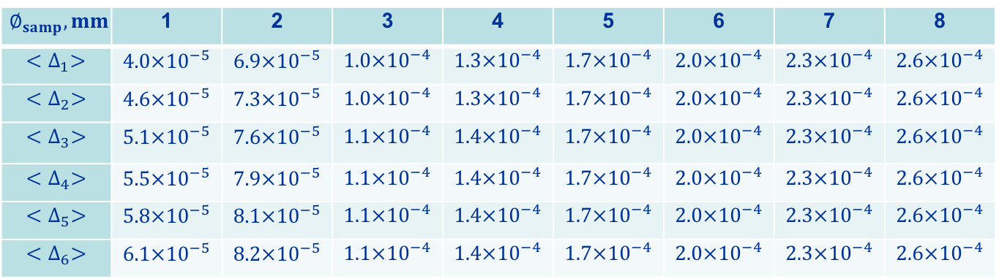 Ø_samp, mm 1 2 3 4 5 6 7 8
< Δ₁ > 4.0×10⁻⁵ 6.9×10⁻⁵ 1.0×10⁻⁴ 1.3×10⁻⁴ 1.7×10⁻⁴ 2.0×10⁻⁴ 2.3×10⁻⁴ 2.6×10⁻⁴
< Δ₂ > 4.6×10⁻⁵ 7.3×10⁻⁵ 1.0×10⁻⁴ 1.3×10⁻⁴ 1.7×10⁻⁴ 2.0×10⁻⁴ 2.3×10⁻⁴ 2.6×10⁻⁴
< Δ₃ > 5.1×10⁻⁵ 7.6×10⁻⁵ 1.1×10⁻⁴ 1.4×10⁻⁴ 1.7×10⁻⁴ 2.0×10⁻⁴ 2.3×10⁻⁴ 2.6×10⁻⁴
< Δ₄ > 5.5×10⁻⁵ 7.9×10⁻⁵ 1.1×10⁻⁴ 1.4×10⁻⁴ 1.7×10⁻⁴ 2.0×10⁻⁴ 2.3×10⁻⁴ 2.6×10⁻⁴
< Δ₅ > 5.8×10⁻⁵ 8.1×10⁻⁵ 1.1×10⁻⁴ 1.4×10⁻⁴ 1.7×10⁻⁴ 2.0×10⁻⁴ 2.3×10⁻⁴ 2.6×10⁻⁴
< Δ₆ > 6.1×10⁻⁵ 8.2×10⁻⁵ 1.1×10⁻⁴ 1.4×10⁻⁴ 1.7×10⁻⁴ 2.0×10⁻⁴ 2.3×10⁻⁴ 2.6×10⁻⁴